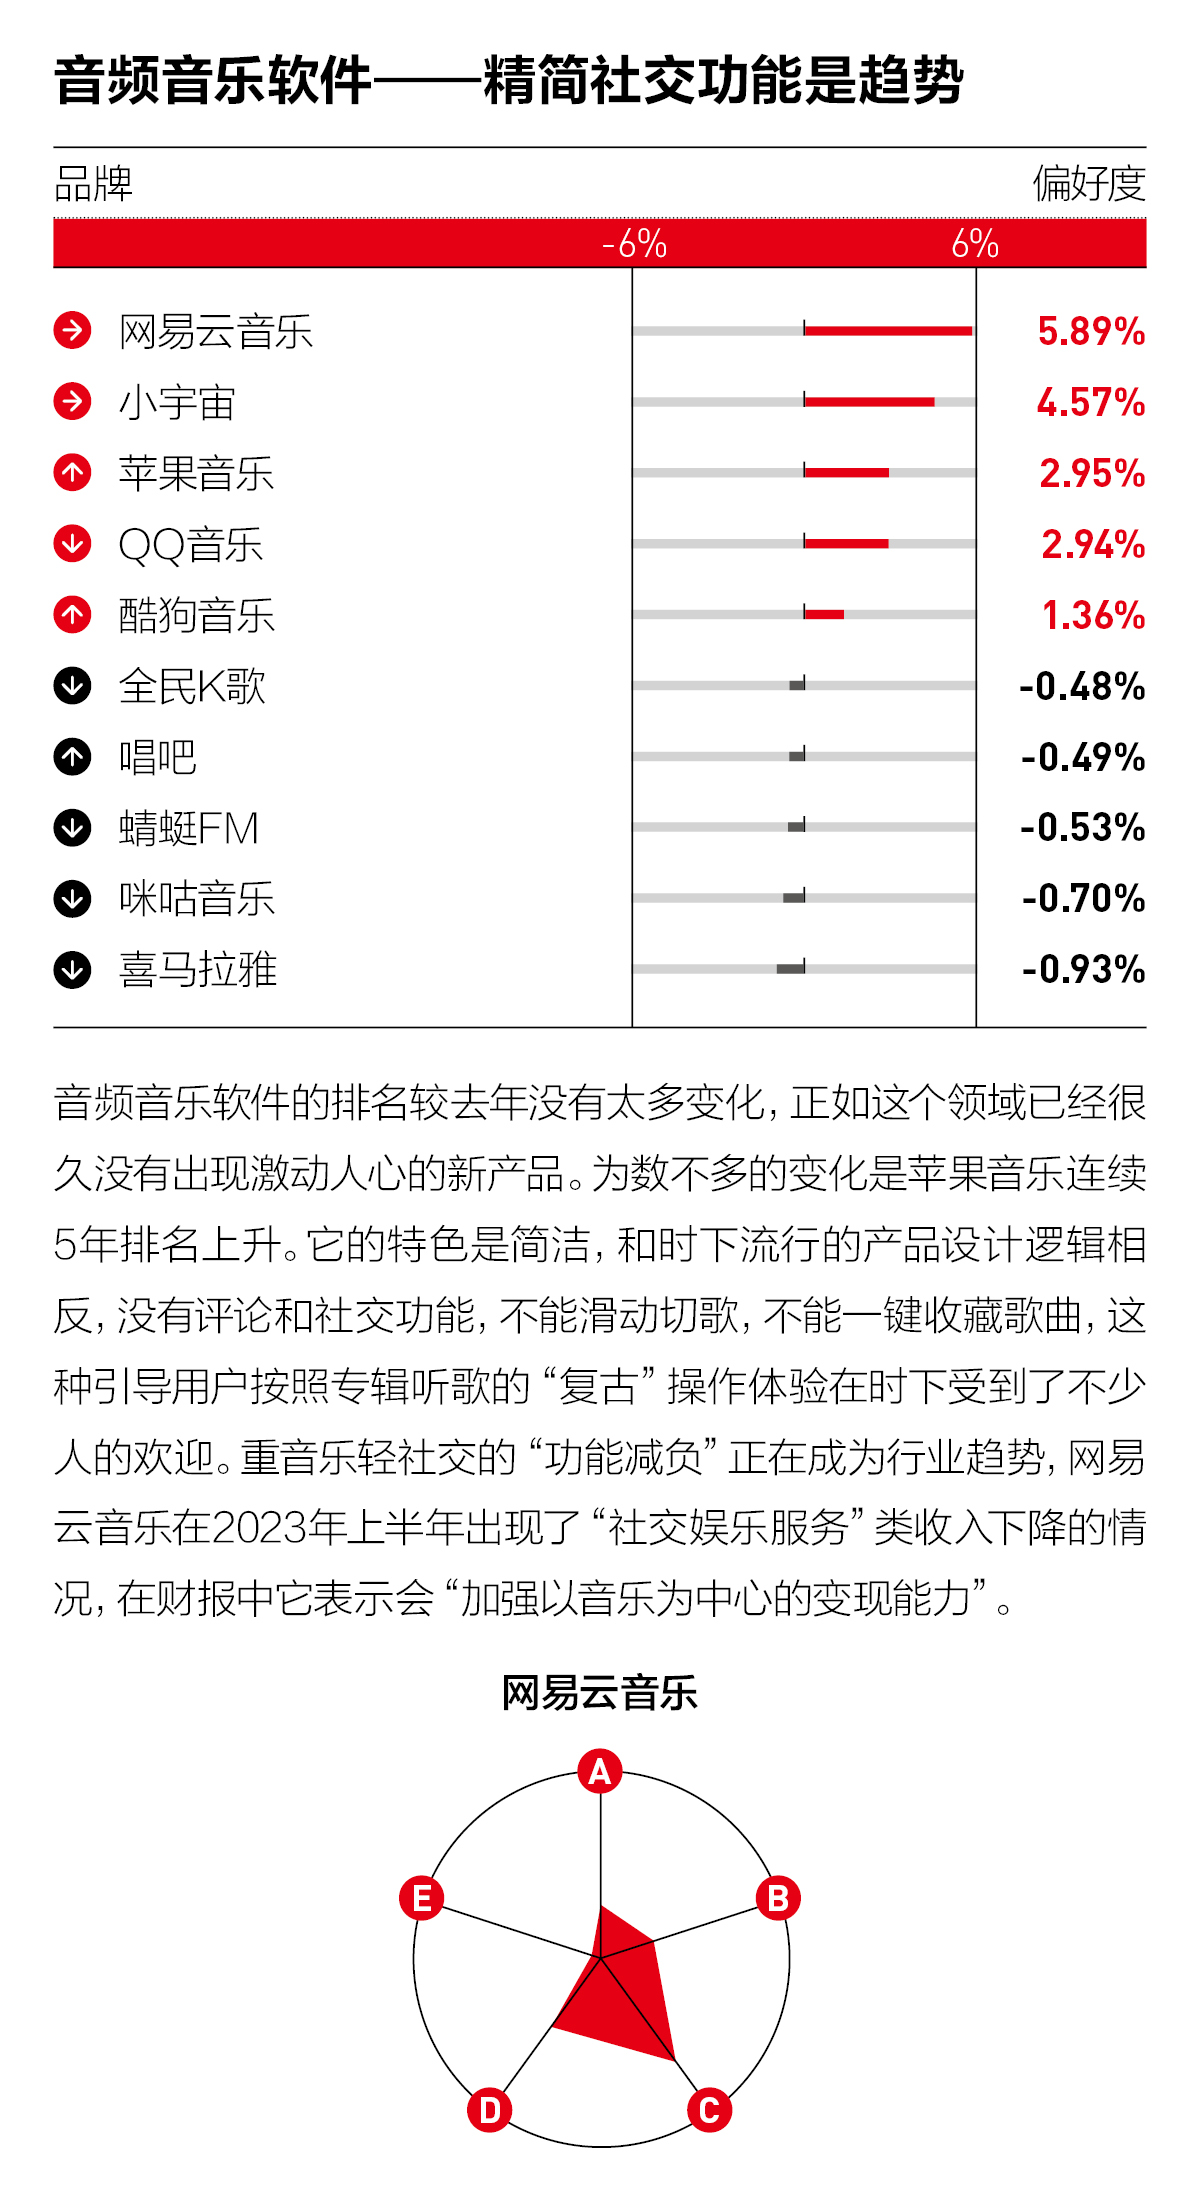 音频音乐软件——精简社交功能是趋势
品牌 偏好度
-6% 6%
网易云音乐 5.89%
小宇宙 4.57%
苹果音乐 2.95%
QQ音乐 2.94%
酷狗音乐 1.36%
全民K歌 -0.48%
唱吧 -0.49%
蜻蜓FM -0.53%
咪咕音乐 -0.70%
喜马拉雅 -0.93%
音频音乐软件的排名较去年没有太多变化，正如这个领域已经很
久没有出现激动人心的新产品。为数不多的变化是苹果音乐连续
5年排名上升。它的特色是简洁，和时下流行的产品设计逻辑相
反，没有评论和社交功能，不能滑动切歌，不能一键收藏歌曲，这
种引导用户按照专辑听歌的“复古”操作体验在时下受到了不少
人的欢迎。重音乐轻社交的“功能减负”正在成为行业趋势，网易
云音乐在2023年上半年出现了“社交娱乐服务”类收入下降的情
况，在财报中它表示会“加强以音乐为中心的变现能力”。
网易云音乐
A
B
C
D
E